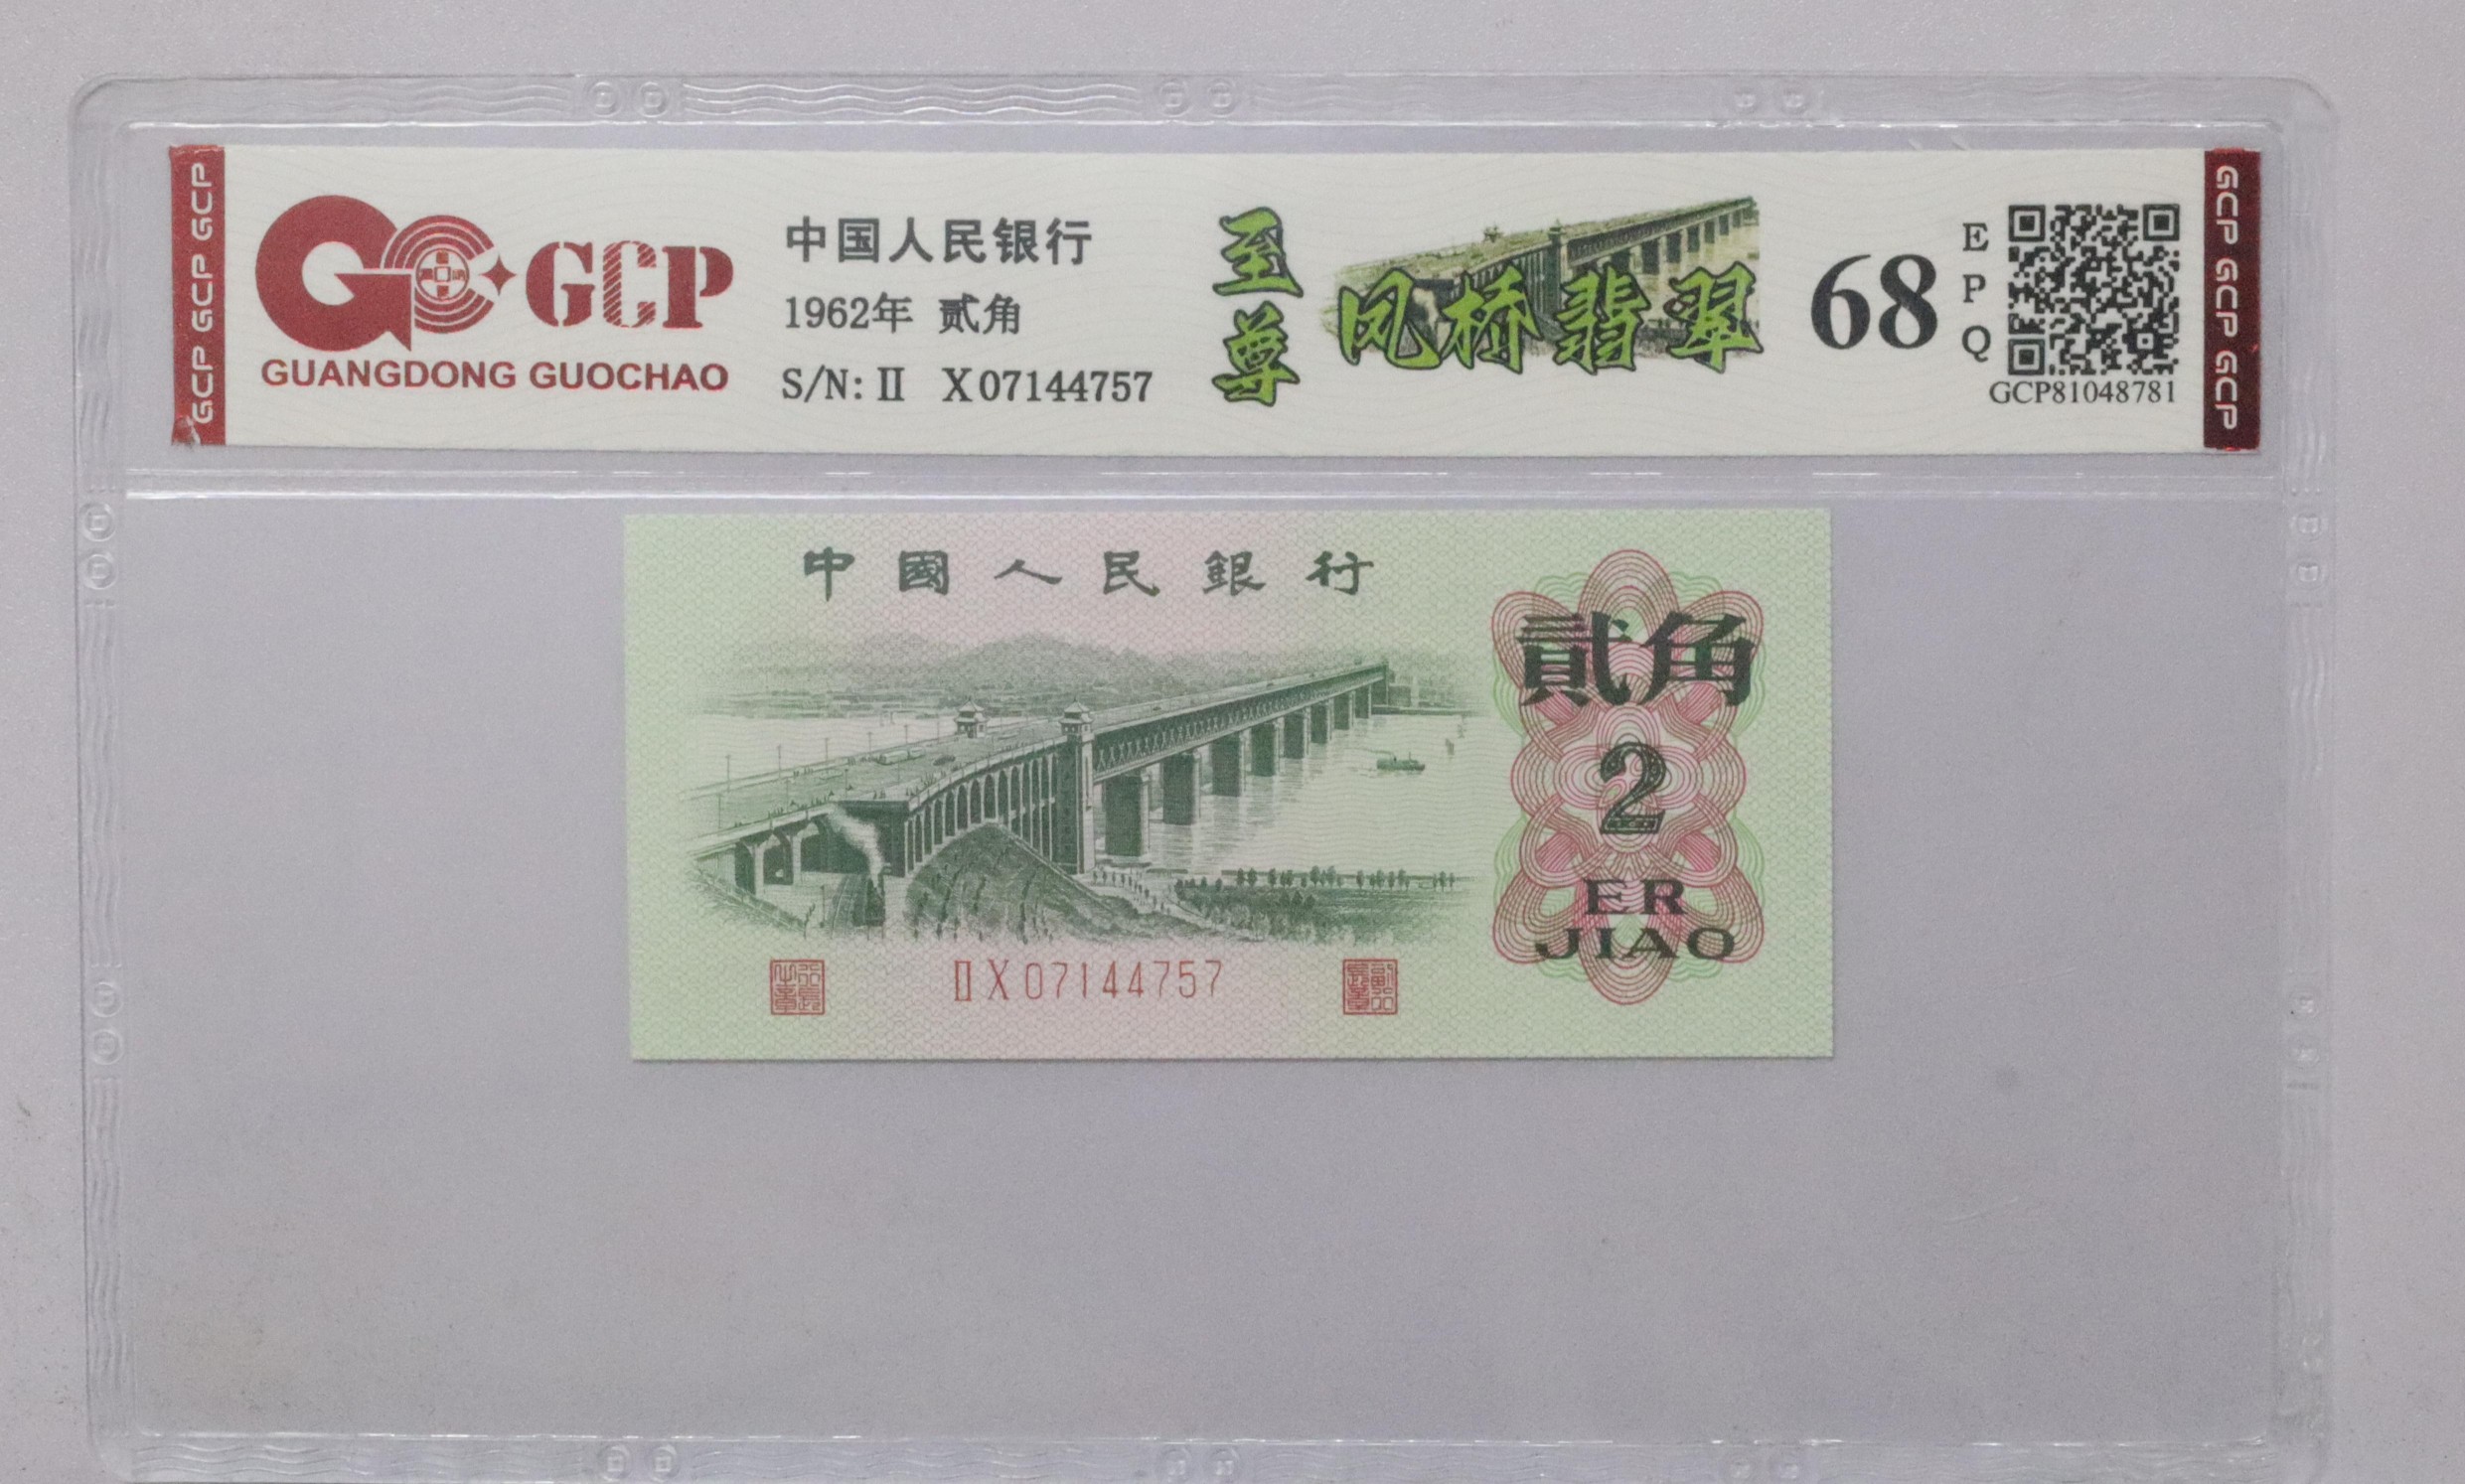 GCP GCP GCP
GCP
GUANGDONG GUOCHAO
中国人民银行
1962年 贰角
S/N: II X07144757
至尊
凤桥翡翠
68
EPQ
GCP81048781
GCP GCP GCP
中國人民銀行
貳角
2
ER
JIAO
II X 07144757